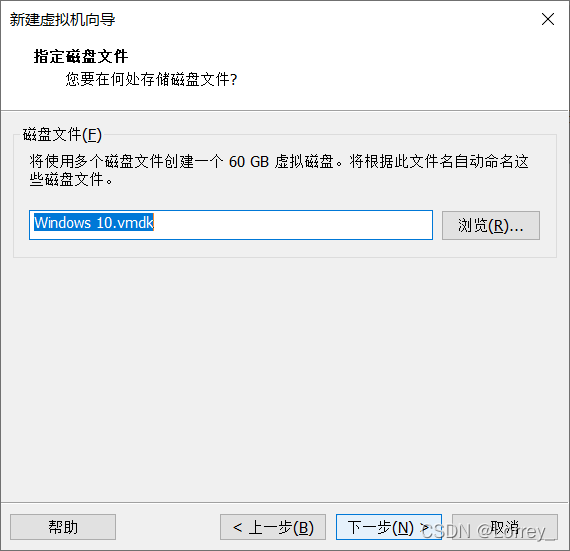 新建虚拟机向导
指定磁盘文件
您要在何处存储磁盘文件?
磁盘文件(F)
将使用多个磁盘文件创建一个 60 GB 虚拟磁盘。将根据此文件名自动命名这
些磁盘文件。
Windows 10.vmdk
浏览(R)...
帮助
< 上一步(B)
下一步(N) >
取消
CSDN @Lorrey_